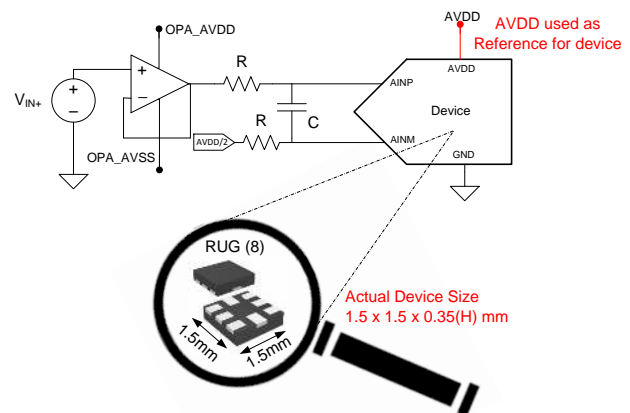 OPA_AVDD
AVDD
AVDD used as
Reference for device
R
AVDD
AINP
VIN+
Device
C
R
AVDD/2
AINM
OPA_AVSS
GND
RUG (8)
Actual Device Size
1.5 x 1.5 x 0.35(H) mm
1.5mm
1.5mm